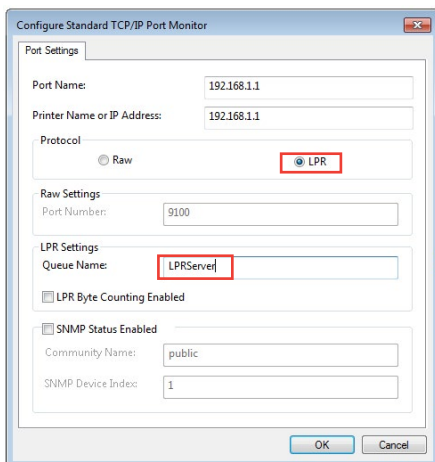 Configure Standard TCP/IP Port Monitor
Port Settings
Port Name: 192.168.1.1
Printer Name or IP Address: 192.168.1.1
Protocol
Raw LPR
Raw Settings
Port Number: 9100
LPR Settings
Queue Name: LPRServer
LPR Byte Counting Enabled
SNMP Status Enabled
Community Name: public
SNMP Device Index: 1
OK Cancel